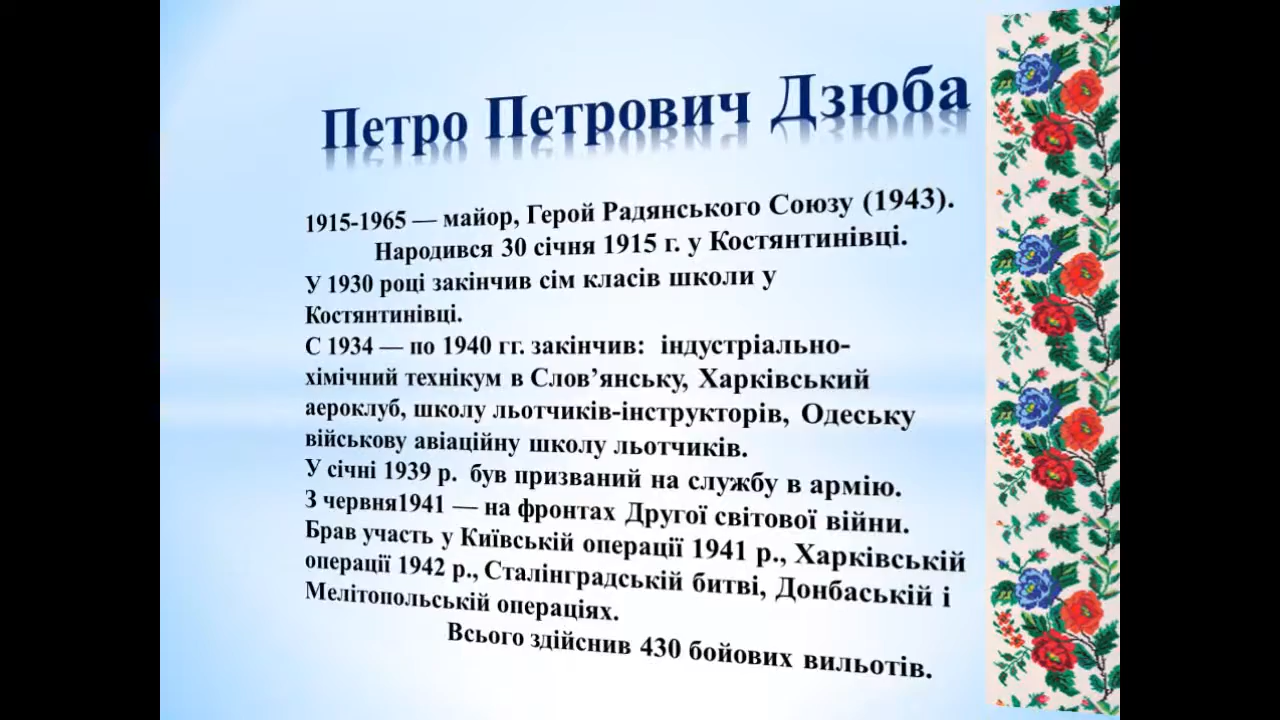 Петро Петрович Дзюба
1915-1965 — майор, Герой Радянського Союзу (1943).
Народився 30 січня 1915 г. у Костянтинівці.
У 1930 році закінчив сім класів школи у
Костянтинівці.
С 1934 — по 1940 гг. закінчив: індустріально-
хімічний технікум в Слов’янську, Харківський
аероклуб, школу льотчиків-інструкторів, Одеську
військову авіаційну школу льотчиків.
У січні 1939 р. був призваний на службу в армію.
З червня1941 — на фронтах Другої світової війни.
Брав участь у Київській операції 1941 р., Харківській
операції 1942 р., Сталінградській битві, Донбаській і
Мелітопольській операціях.
Всього здійснив 430 бойових вильотів.